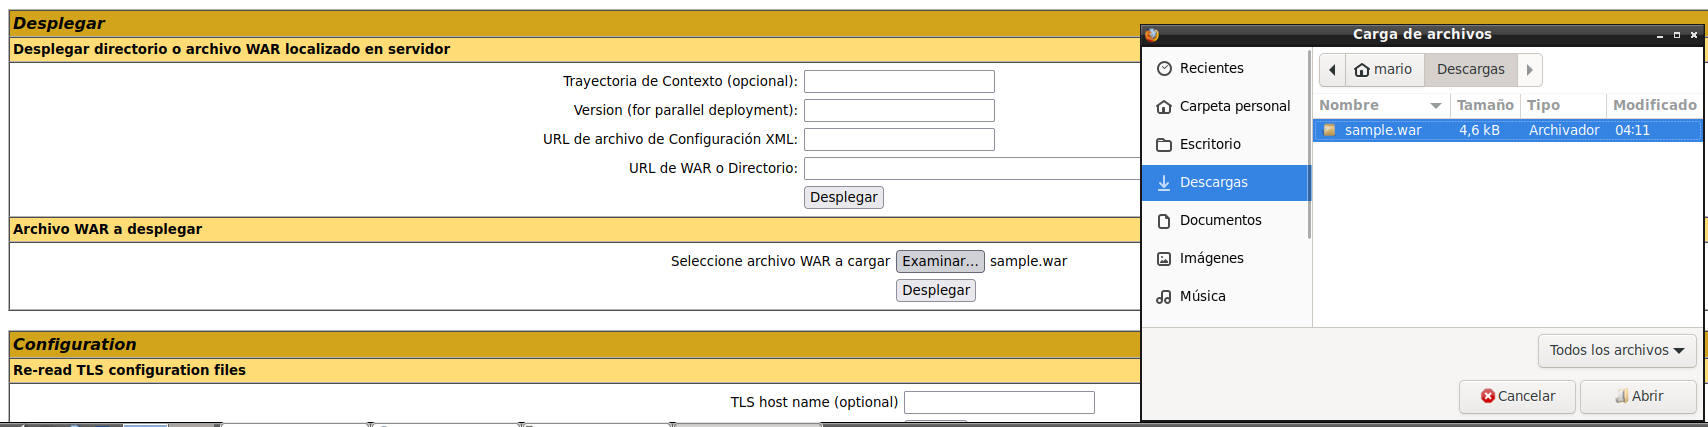 Desplegar
Desplegar directorio o archivo WAR localizado en servidor
Trayectoria de Contexto (opcional):
Version (for parallel deployment):
URL de archivo de Configuración XML:
URL de WAR o Directorio:
Desplegar
Archivo WAR a desplegar
Seleccione archivo WAR a cargar Examinar... sample.war
Desplegar
Configuration
Re-read TLS configuration files
TLS host name (optional)
Carga de archivos
Recientes
Carpeta personal
Escritorio
Descargas
Documentos
Imágenes
Música
mario Descargas
Nombre Tamaño Tipo Modificado
sample.war 4,6 kB Archivador 04:11
Todos los archivos
Cancelar Abrir